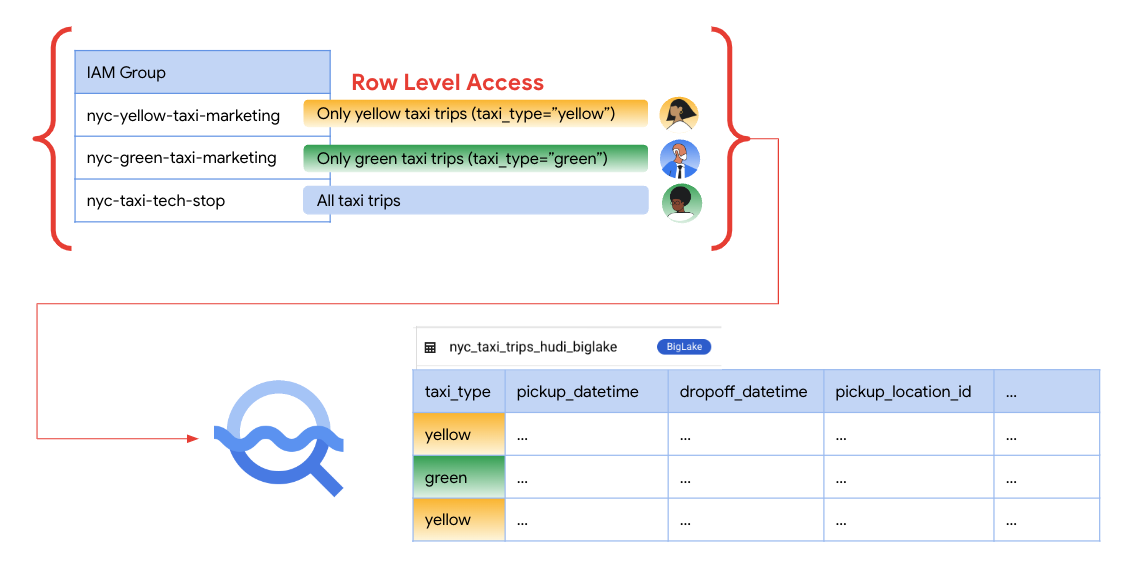 IAM Group
Row Level Access
nyc-yellow-taxi-marketing
Only yellow taxi trips (taxi_type=”yellow”)
nyc-green-taxi-marketing
Only green taxi trips (taxi_type=”green”)
nyc-taxi-tech-stop
All taxi trips
nyc_taxi_trips_hudi_biglake
BigLake
taxi_type pickup_datetime dropoff_datetime pickup_location_id ...
yellow ... ... ... ...
green ... ... ... ...
yellow ... ... ... ...